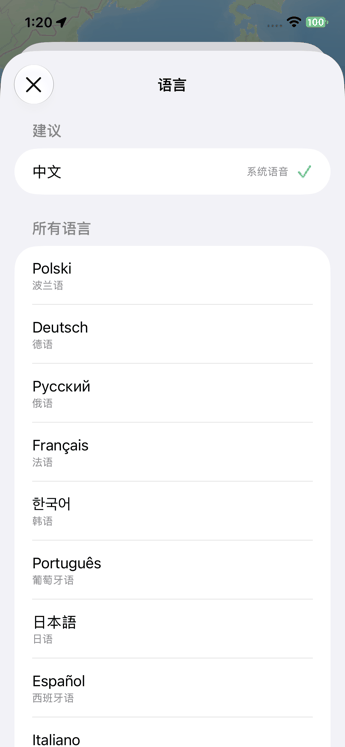 1:20
100
语言
建议
中文 系统语音
所有语言
Polski
波兰语
Deutsch
德语
Русский
俄语
Français
法语
한국어
韩语
Português
葡萄牙语
日本語
日语
Español
西班牙语
Italiano